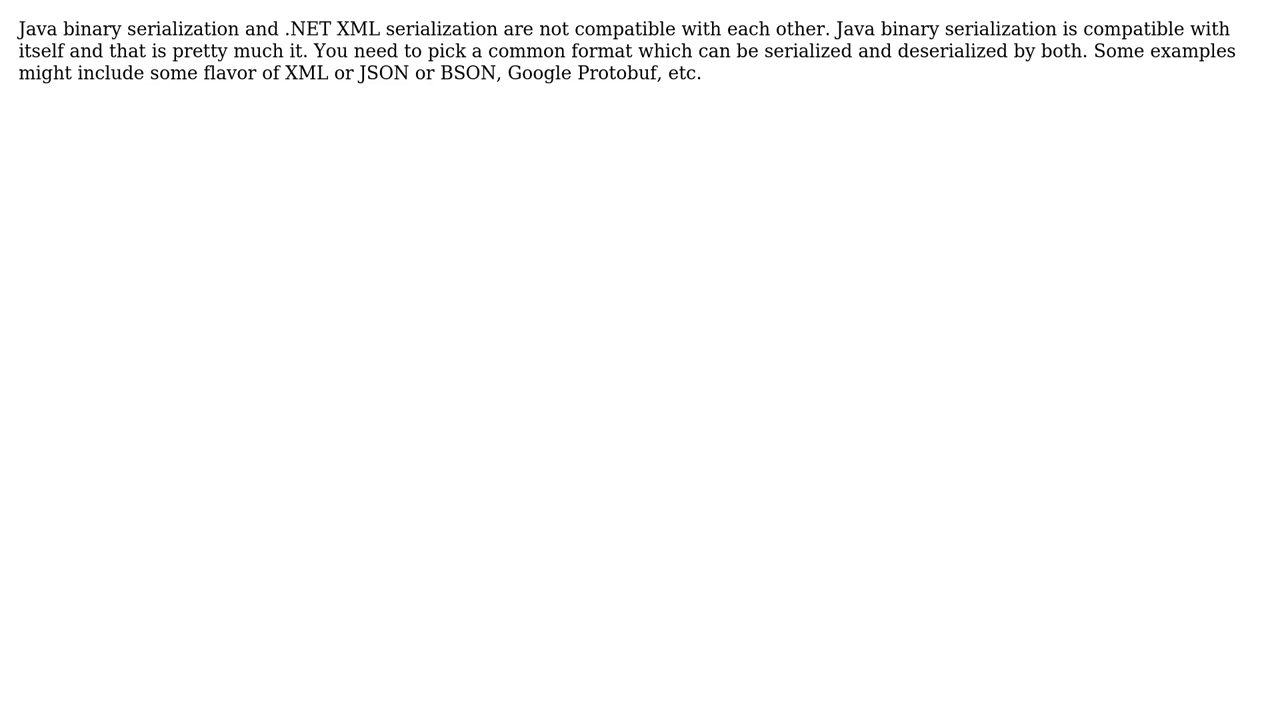 Java binary serialization and .NET XML serialization are not compatible with each other. Java binary serialization is compatible with
itself and that is pretty much it. You need to pick a common format which can be serialized and deserialized by both. Some examples
might include some flavor of XML or JSON or BSON, Google Protobuf, etc.